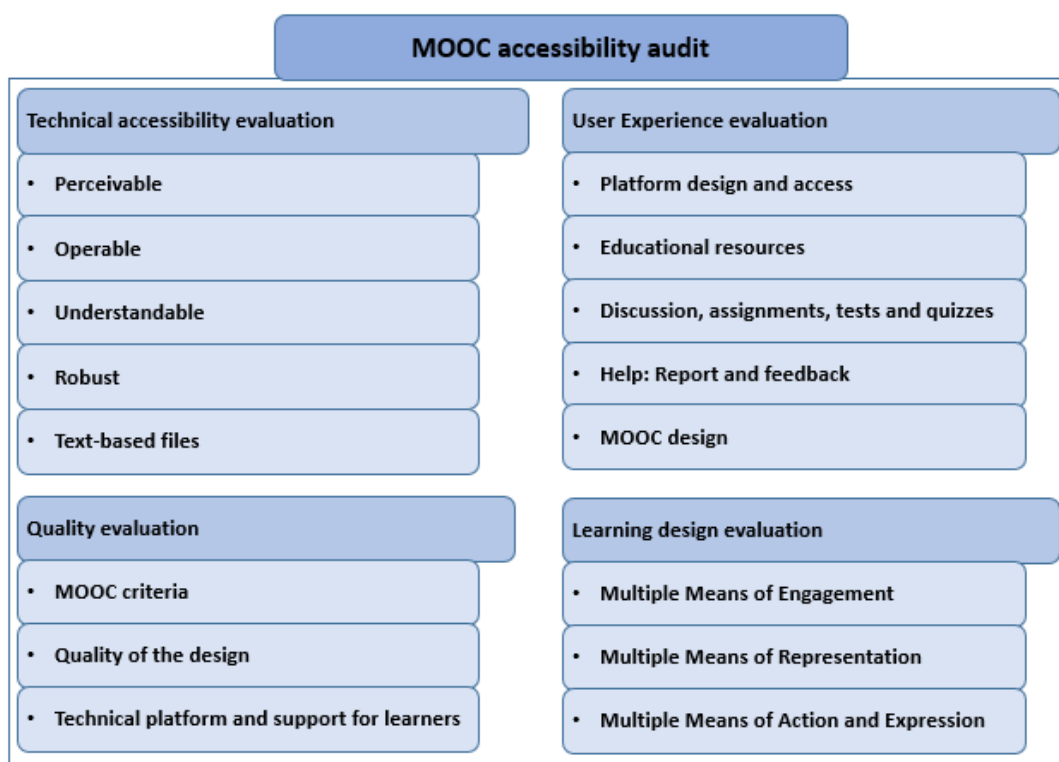 MOOC accessibility audit
Technical accessibility evaluation
• Perceivable
• Operable
• Understandable
• Robust
• Text-based files
User Experience evaluation
• Platform design and access
• Educational resources
• Discussion, assignments, tests and quizzes
• Help: Report and feedback
• MOOC design
Quality evaluation
• MOOC criteria
• Quality of the design
• Technical platform and support for learners
Learning design evaluation
• Multiple Means of Engagement
• Multiple Means of Representation
• Multiple Means of Action and Expression